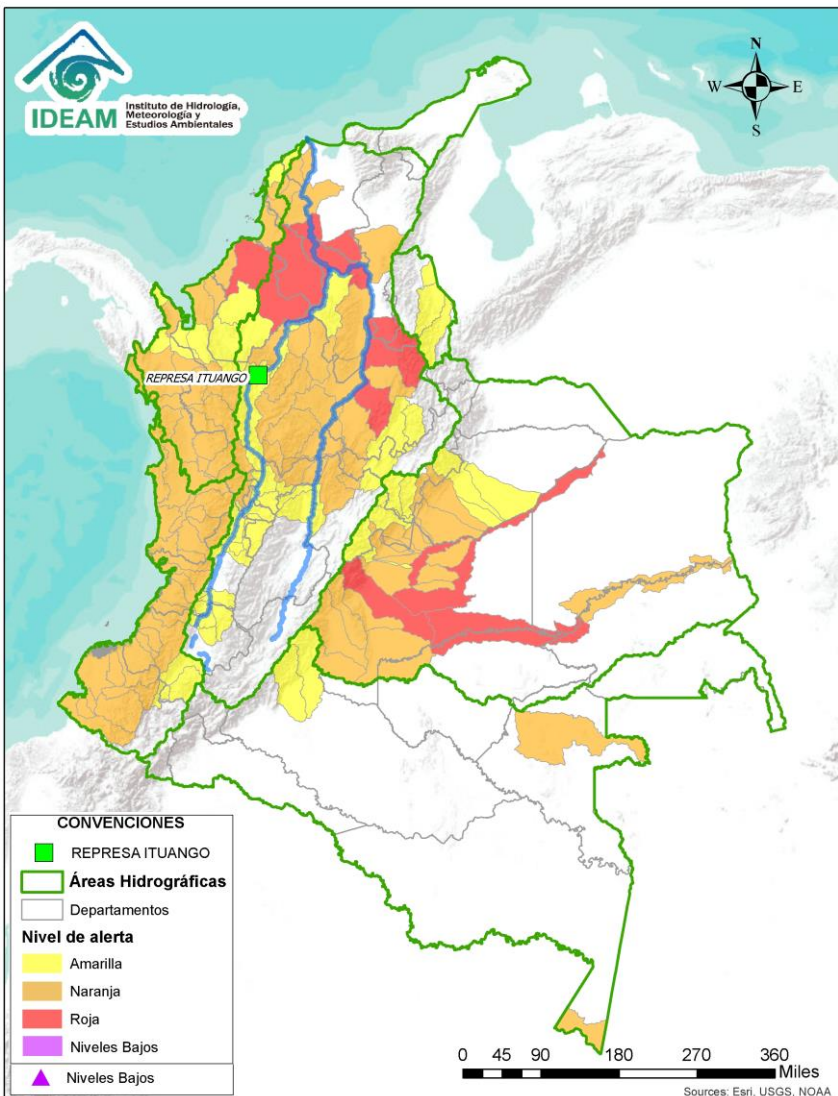 IDEAM
Instituto de Hidrología,
Meteorología y
Estudios Ambientales
N
W
E
S
REPRESA ITUANGO
CONVENCIONES
REPRESA ITUANGO
Áreas Hidrográficas
Departamentos
Nivel de alerta
Amarilla
Naranja
Roja
Niveles Bajos
Niveles Bajos
0 45 90 180 270 360
Miles
Sources: Esri, USGS, NOAA